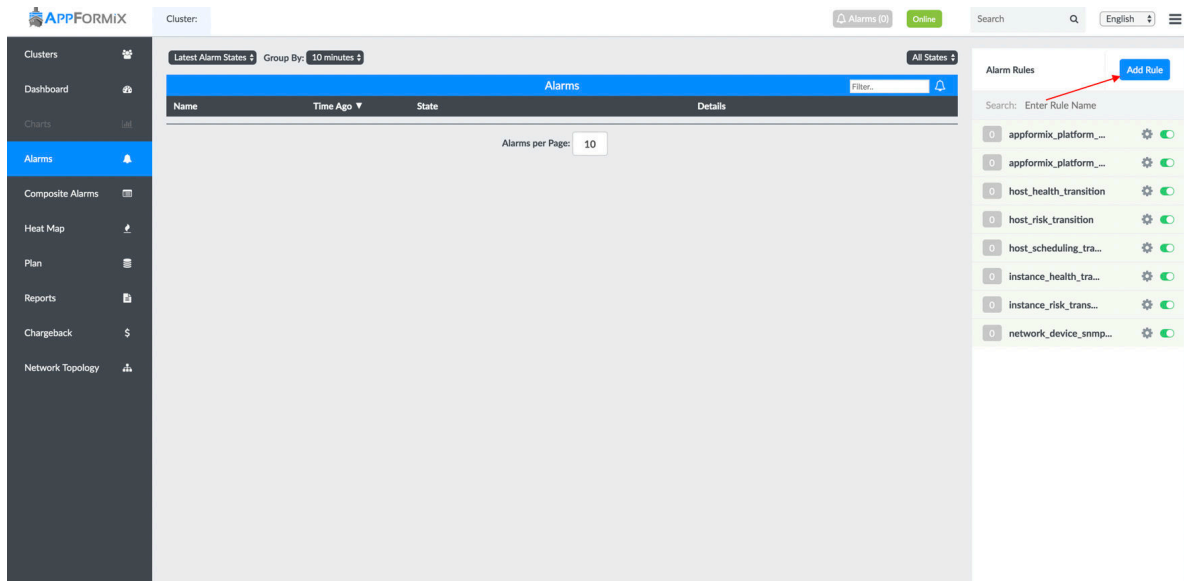 APPFORMIX
Cluster:
Alarms (0)
Online
Search
English
Clusters
Dashboard
Charts
Alarms
Composite Alarms
Heat Map
Plan
Reports
Chargeback
Network Topology
Latest Alarm States
Group By: 10 minutes
All States
Alarms
Filter..
Name Time Ago ▼ State Details
Alarms per Page: 10
Alarm Rules
Add Rule
Search: Enter Rule Name
0 appformix_platform_...
0 appformix_platform_...
0 host_health_transition
0 host_risk_transition
0 host_scheduling_tra...
0 instance_health_tra...
0 instance_risk_trans...
0 network_device_snmp...